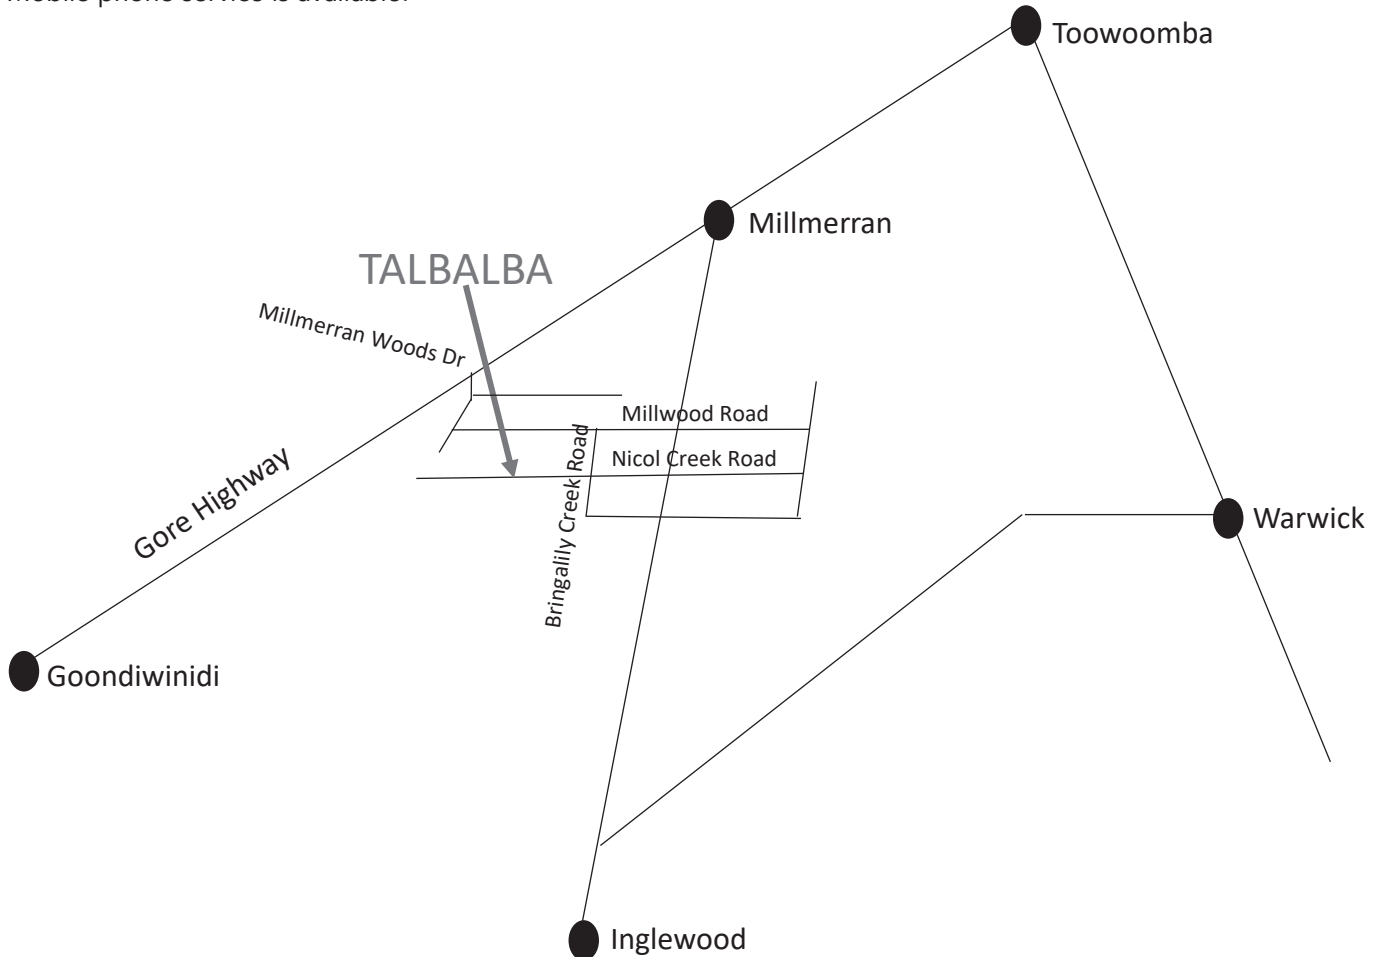 mobile phone service is available.
Toowoomba
Millmerran
TALBALBA
Millmerran Woods Dr
Millwood Road
Nicol Creek Road
Bringalily Creek Road
Gore Highway
Warwick
Goondiwinidi
Inglewood